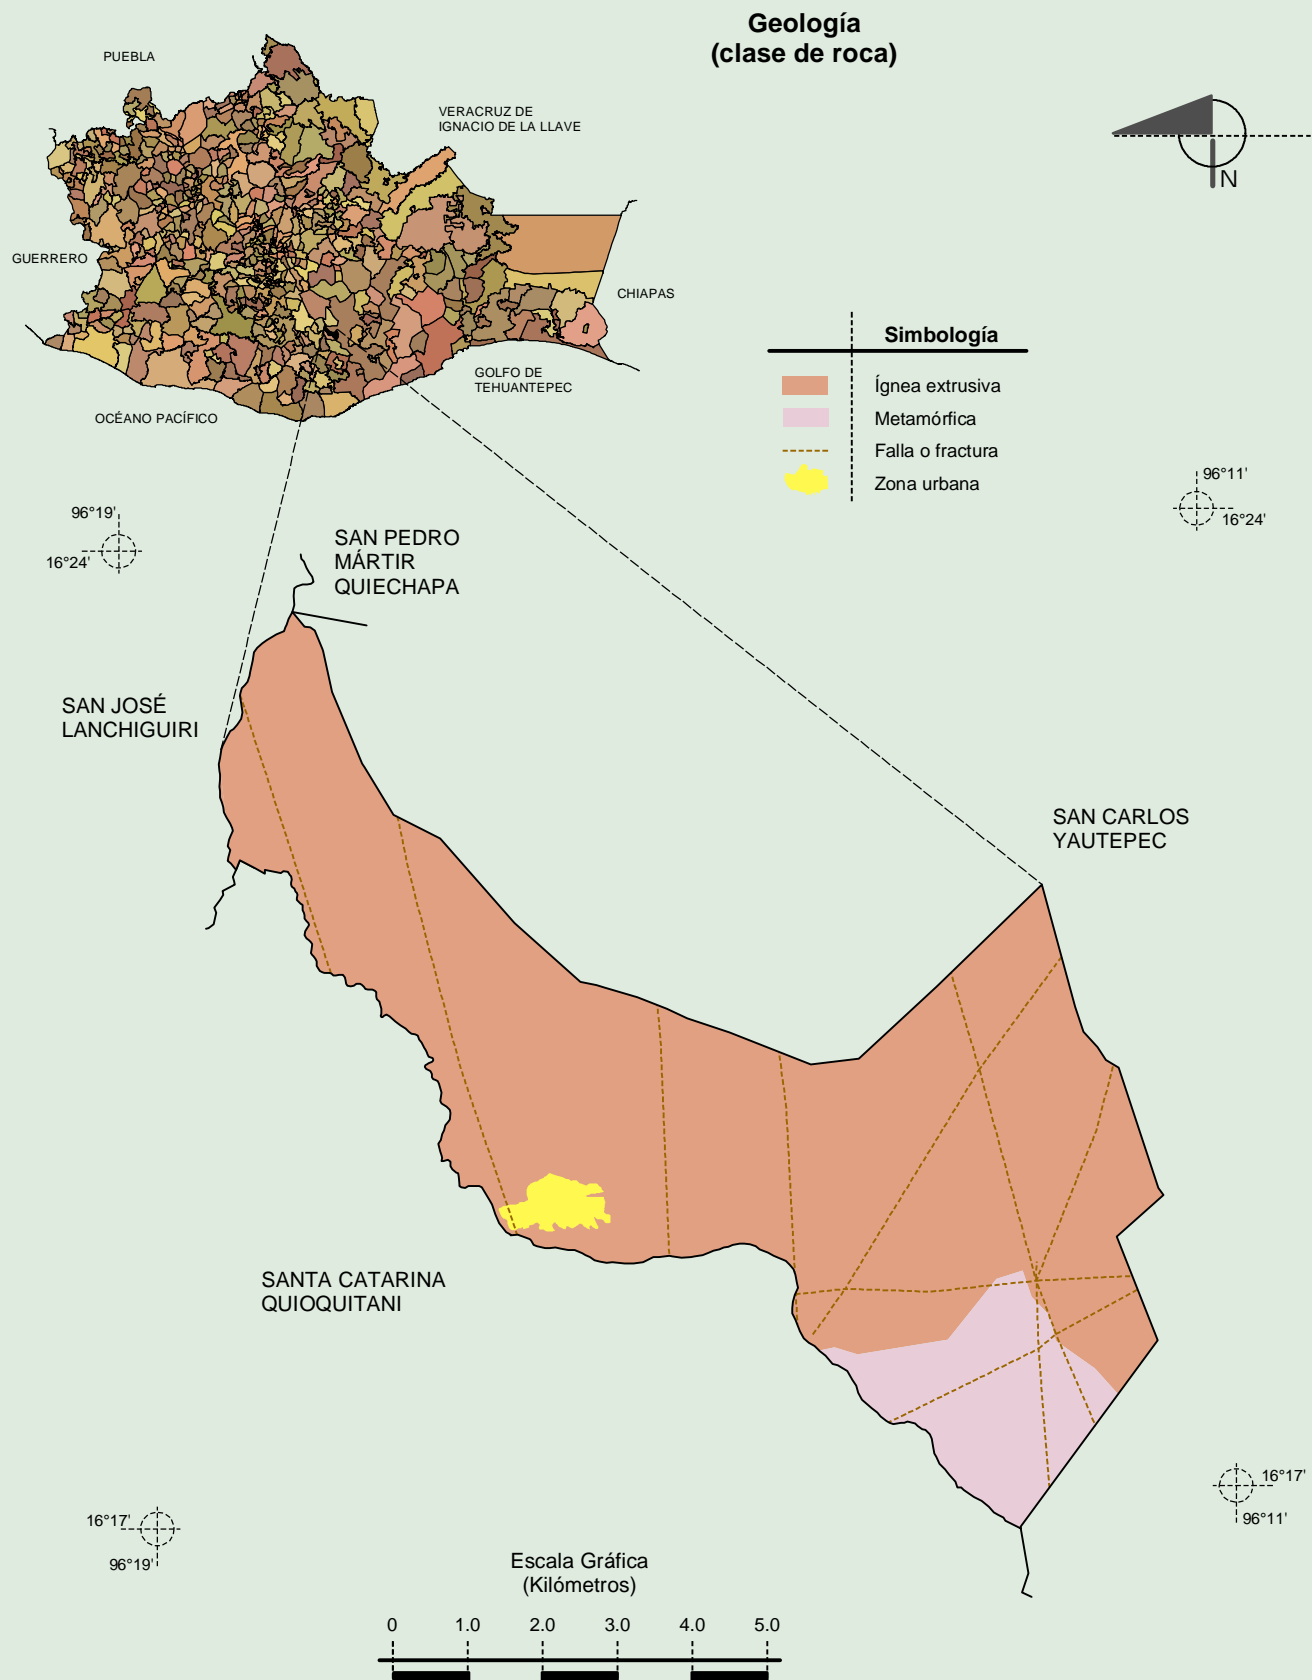 Geología
(clase de roca)
PUEBLA
VERACRUZ DE
IGNACIO DE LA LLAVE
N
GUERRERO
CHIAPAS
GOLFO DE
TEHUANTEPEC
OCÉANO PACÍFICO
Simbología
Ígnea extrusiva
Metamórfica
Falla o fractura
Zona urbana
96°19'
16°24'
96°11'
16°24'
SAN PEDRO
MÁRTIR
QUIECHAPA
SAN JOSÉ
LANCHIGUIRI
SAN CARLOS
YAUTEPEC
SANTA CATARINA
QUIOQUITANI
16°17'
96°19'
16°17'
96°11'
Escala Gráfica
(Kilómetros)
0 1.0 2.0 3.0 4.0 5.0